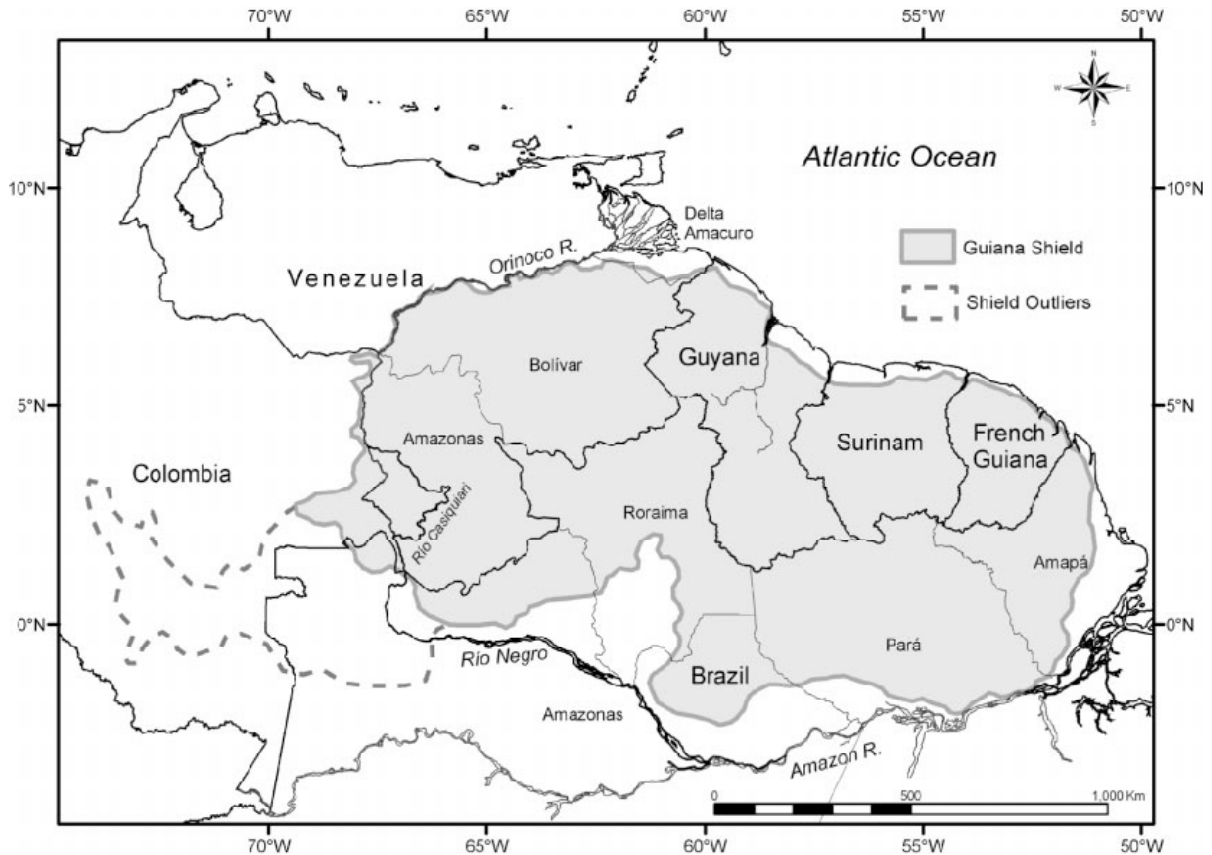 70°W 65°W 60°W 55°W 50°W
N
W E
S
Atlantic Ocean
10°N 10°N
Delta
Amacuro
Guiana Shield
Orinoco R.
Venezuela
Shield Outliers
Guyana
Bolívar
5°N 5°N
Amazonas
Surinam
French
Guiana
Colombia
Río Casiquiari
Roraima
Amapá
0°N 0°N
Río Negro
Pará
Brazil
Amazonas
Amazon R.
0 500 1,000 Km
70°W 65°W 60°W 55°W 50°W